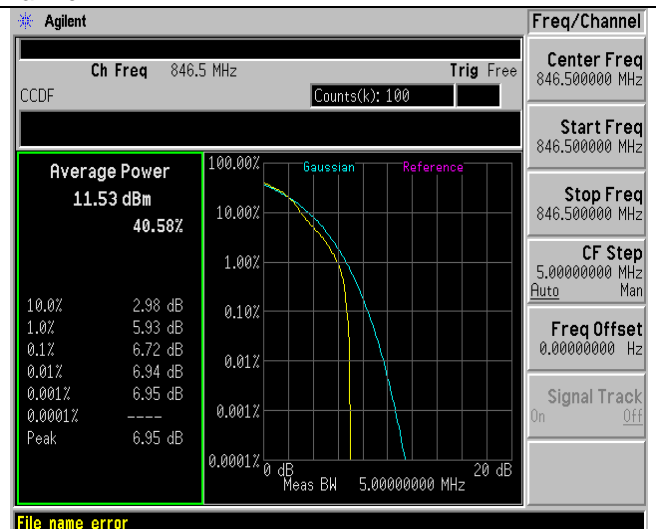 Agilent
Freq/Channel
Ch Freq 846.5 MHz
Trig Free
CCDF
Counts(k): 100
Average Power
11.53 dBm
40.58%
10.0% 2.98 dB
1.0% 5.93 dB
0.1% 6.72 dB
0.01% 6.94 dB
0.001% 6.95 dB
0.0001% ----
Peak 6.95 dB
100.00%
Gaussian
Reference
10.00%
1.00%
0.10%
0.01%
0.001%
0.0001%
0 dB
20 dB
Meas BW 5.00000000 MHz
Center Freq
846.500000 MHz
Start Freq
846.500000 MHz
Stop Freq
846.500000 MHz
CF Step
5.00000000 MHz
Auto Man
Freq Offset
0.00000000 Hz
Signal Track
On Off
File name error